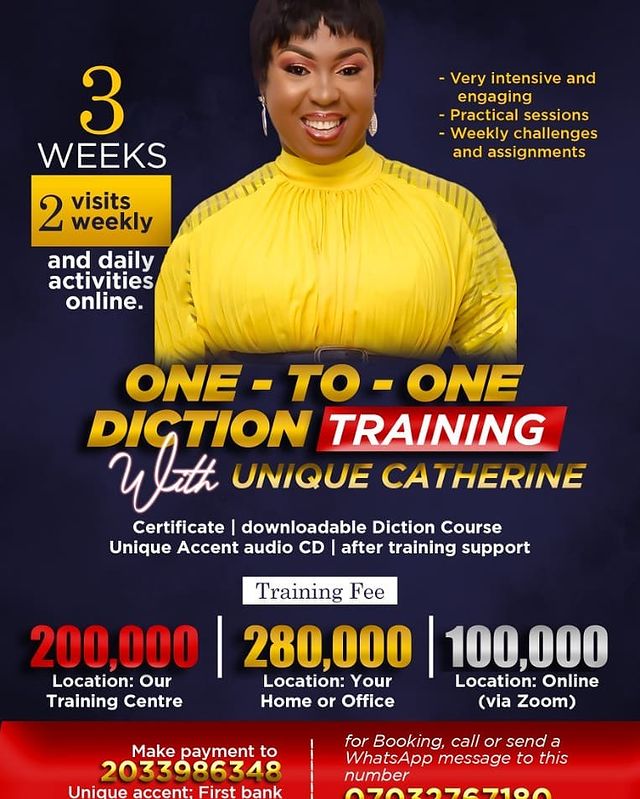 3
WEEKS
2 visits
weekly
and daily
activities
online.
- Very intensive and
engaging
- Practical sessions
- Weekly challenges
and assignments
ONE - TO - ONE
DICTION TRAINING
With UNIQUE CATHERINE
Certificate | downloadable Diction Course
Unique Accent audio CD | after training support
Training Fee
200,000
Location: Our
Training Centre
280,000
Location: Your
Home or Office
100,000
Location: Online
(via Zoom)
Make payment to
2033986348
Unique accent; First bank
for Booking, call or send a
WhatsApp message to this
number
07032767180